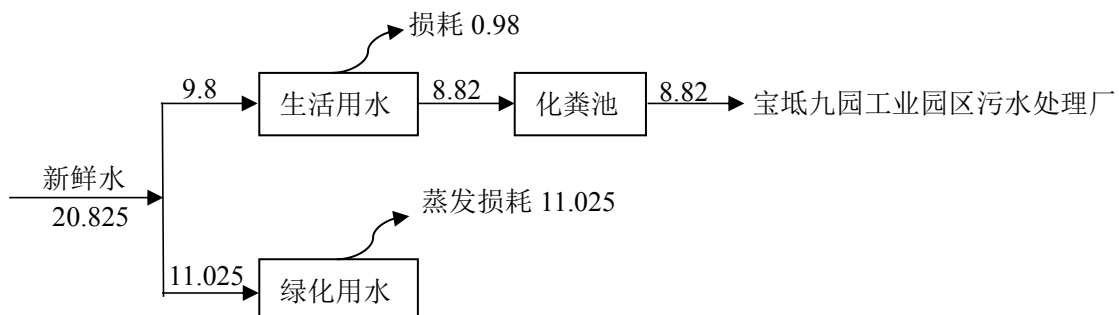 损耗 0.98
9.8
生活用水
8.82
化粪池
8.82
宝坻九园工业园区污水处理厂
新鲜水
20.825
蒸发损耗 11.025
11.025
绿化用水